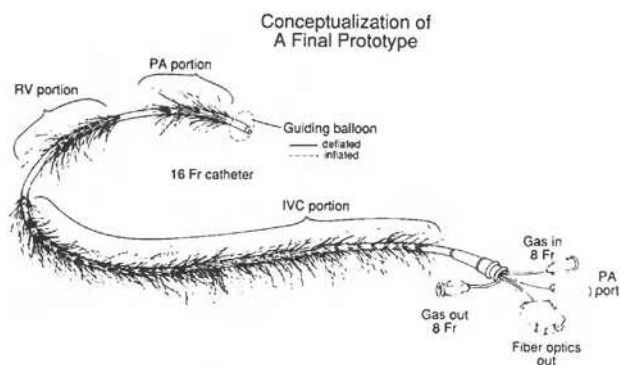 Conceptualization of
A Final Prototype
PA portion
RV portion
Guiding balloon
deflated
inflated
16 Fr catheter
IVC portion
Gas in
8 Fr
PA
port
Gas out
8 Fr
Fiber optics
out